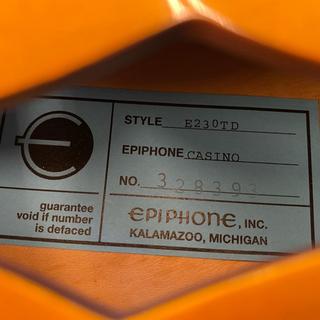 STYLE E230TD
EPIPHONE CASINO
NO. 328393
guarantee
void if number
is defaced
EPIPHONE, INC.
KALAMAZOO, MICHIGAN